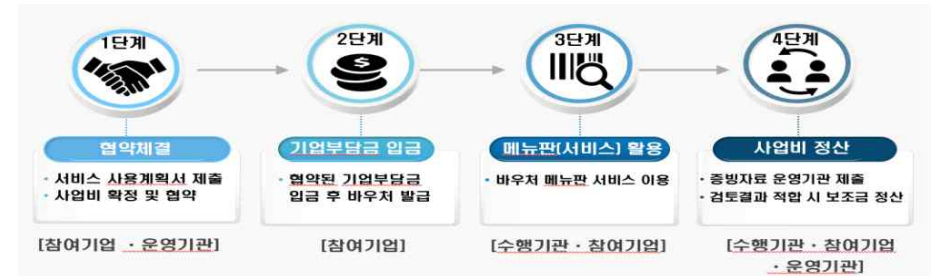 1단계
협약체결
· 서비스 사용계획서 제출
· 사업비 확정 및 협약
[참여기업 · 운영기관]
2단계
$
기업부담금 입금
· 협약된 기업부담금
입금 후 바우처 발급
[참여기업]
3단계
메뉴판(서비스) 활용
· 바우처 메뉴판 서비스 이용
[수행기관 · 참여기업]
4단계
사업비 정산
· 증빙자료 운영기관 제출
· 검토결과 적합 시 보조금 정산
[수행기관 · 참여기업
· 운영기관]